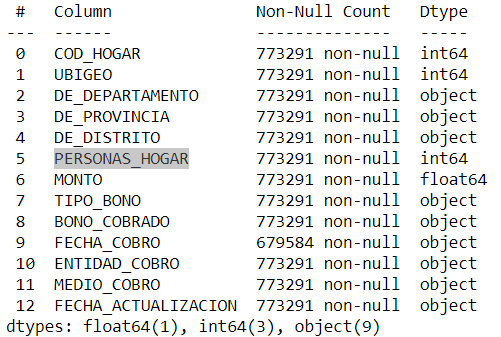 #   Column               Non-Null Count   Dtype
---  ------               --------------   -----
0   COD_HOGAR            773291 non-null  int64
1   UBIGEO               773291 non-null  int64
2   DE_DEPARTAMENTO      773291 non-null  object
3   DE_PROVINCIA         773291 non-null  object
4   DE_DISTRITO          773291 non-null  object
5   PERSONAS_HOGAR       773291 non-null  int64
6   MONTO                773291 non-null  float64
7   TIPO_BONO            773291 non-null  object
8   BONO_COBRADO         773291 non-null  object
9   FECHA_COBRO          679584 non-null  object
10  ENTIDAD_COBRO        773291 non-null  object
11  MEDIO_COBRO          773291 non-null  object
12  FECHA_ACTUALIZACION  773291 non-null  object
dtypes: float64(1), int64(3), object(9)